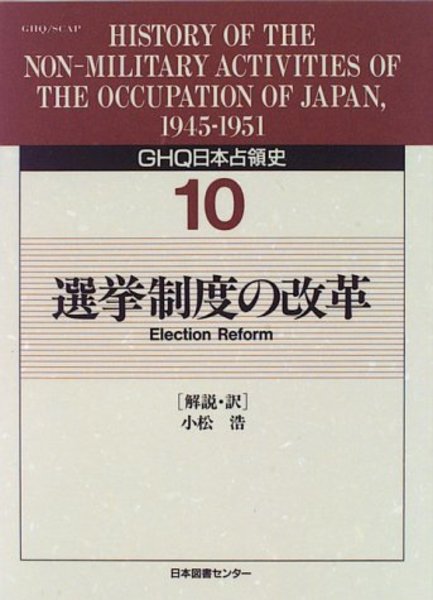 GHQ/SCAP
HISTORY OF THE
NON-MILITARY ACTIVITIES OF
THE OCCUPATION OF JAPAN,
1945-1951
GHQ日本占領史
10
選挙制度の改革
Election Reform
［解説・訳］
小松 浩
日本図書センター